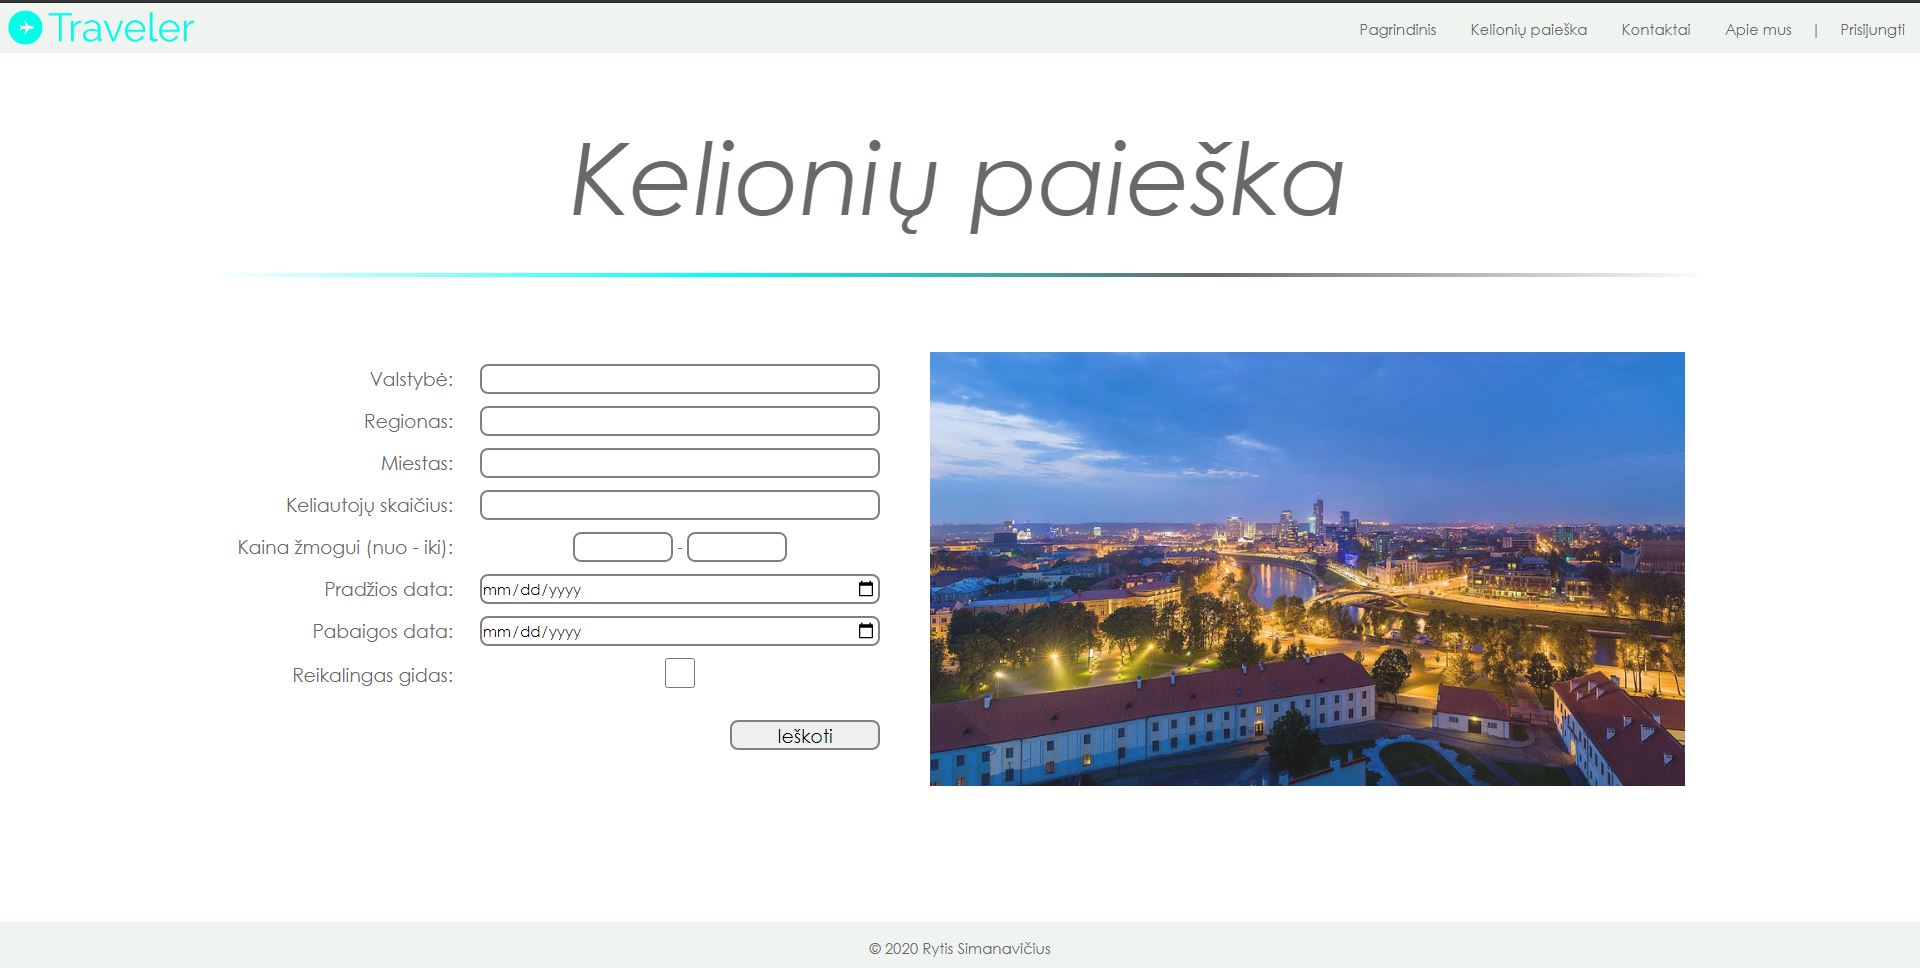 Traveler
Pagrindinis Kelionių paieška Kontaktai Apie mus | Prisijungti
Kelionių paieška
Valstybė:
Regionas:
Miestas:
Keliautojų skaičius:
Kaina žmogui (nuo - iki): -
Pradžios data: mm/dd/yyyy
Pabaigos data: mm/dd/yyyy
Reikalingas gidas:
Ieškoti
© 2020 Rytis Simanavičius